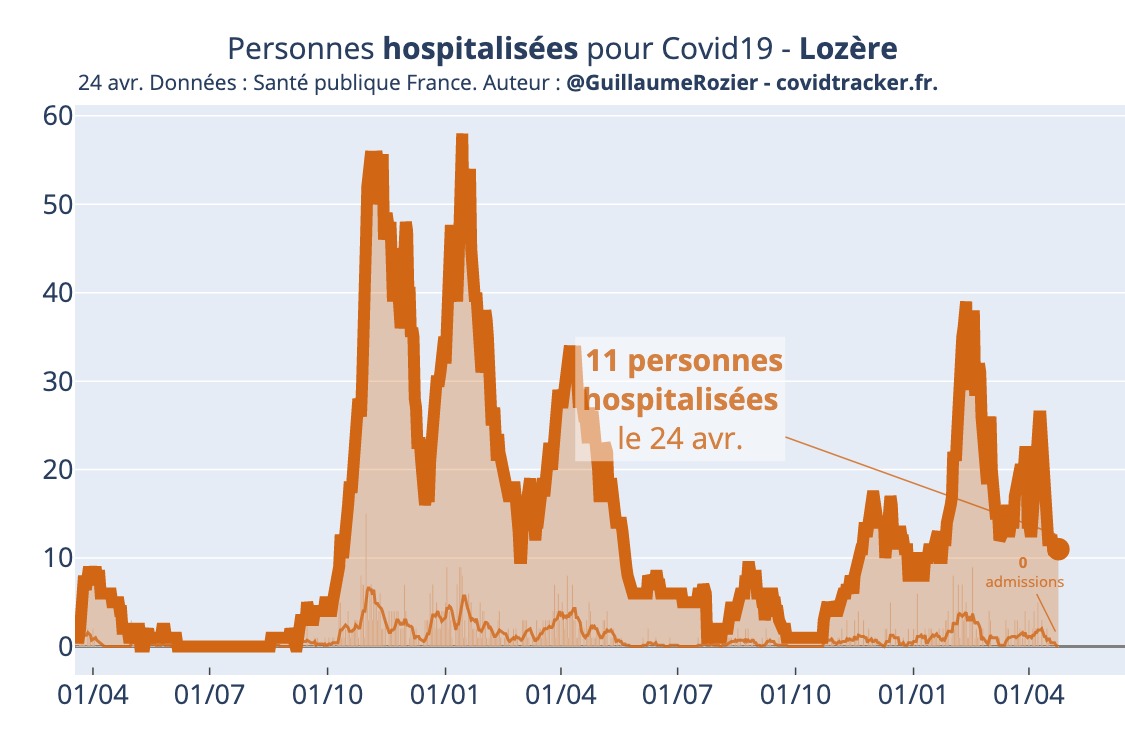 Personnes hospitalisées pour Covid19 - Lozère
24 avr. Données : Santé publique France. Auteur : @GuillaumeRozier - covidtracker.fr.
60
50
40
30
20
10
0
11 personnes
hospitalisées
le 24 avr.
0
admissions
01/04
01/07
01/10
01/01
01/04
01/07
01/10
01/01
01/04